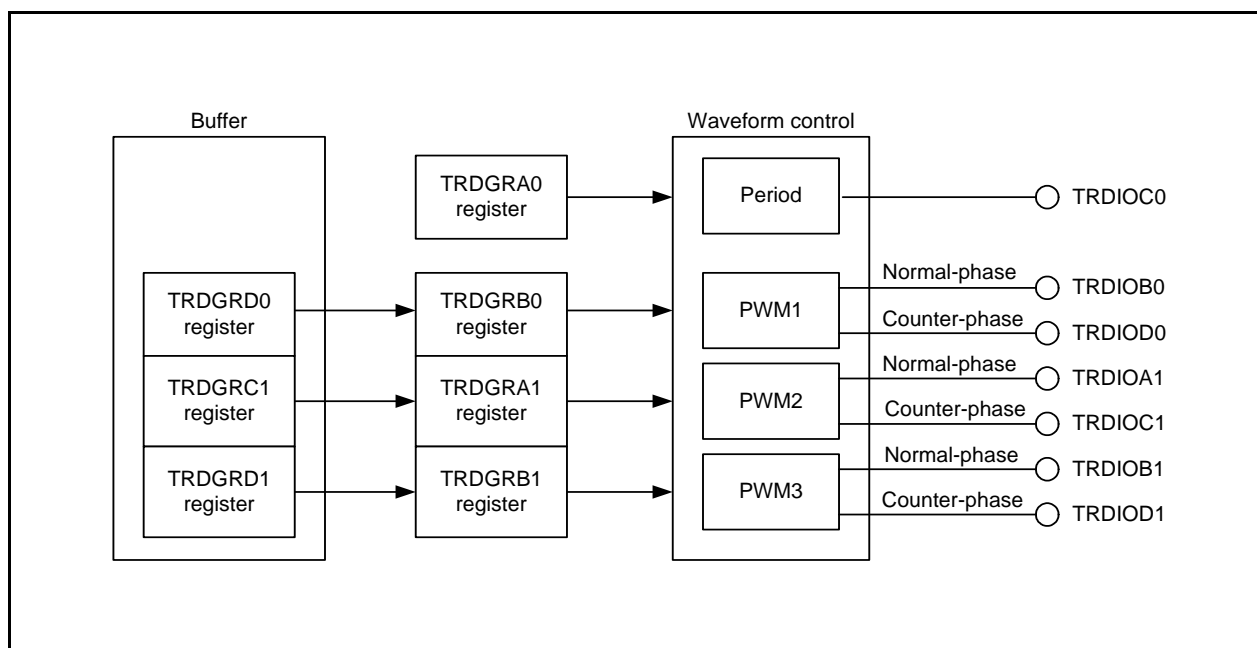 Buffer
Waveform control
TRDGRA0
register
Period
TRDIOC0
TRDGRD0
register
TRDGRB0
register
PWM1
Normal-phase
TRDIOB0
Counter-phase
TRDIOD0
TRDGRC1
register
TRDGRA1
register
PWM2
Normal-phase
TRDIOA1
Counter-phase
TRDIOC1
TRDGRD1
register
TRDGRB1
register
PWM3
Normal-phase
TRDIOB1
Counter-phase
TRDIOD1